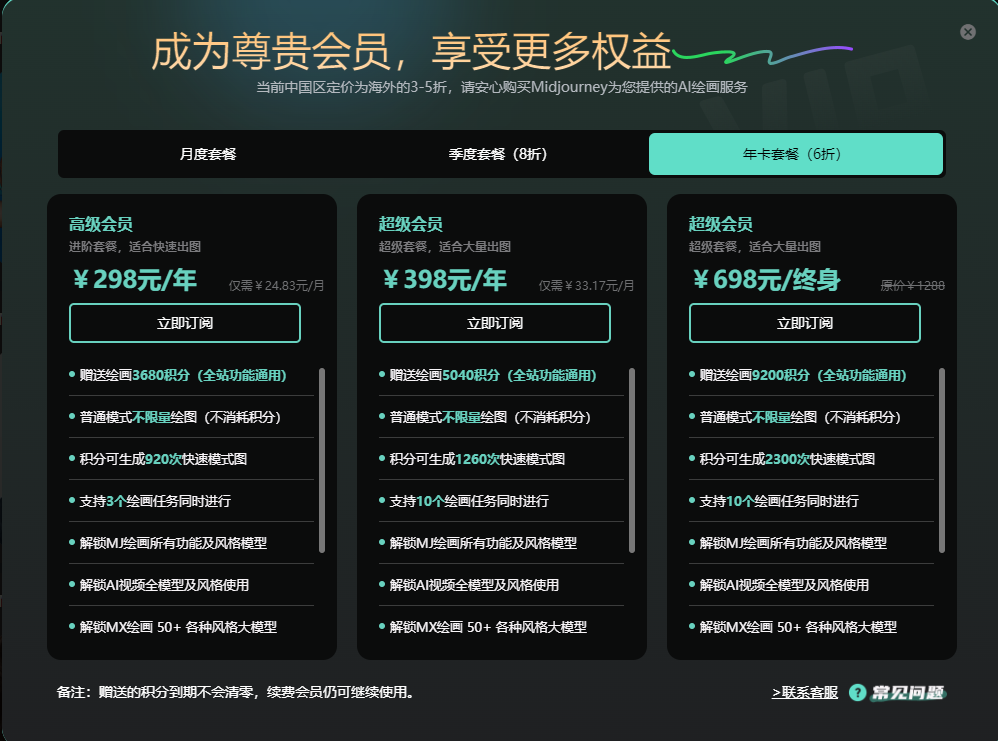 成为尊贵会员，享受更多权益
当前中国区定价为海外的3-5折，请安心购买Midjourney为您提供的AI绘画服务
VIP
月度套餐
季度套餐（8折）
年卡套餐（6折）
高级会员
进阶套餐，适合快速出图
￥298元/年
仅需￥24.83元/月
立即订阅
赠送绘画3680积分（全站功能通用）
普通模式不限量绘图（不消耗积分）
积分可生成920次快速模式图
支持3个绘画任务同时进行
解锁MJ绘画所有功能及风格模型
解锁AI视频全模型及风格使用
解锁MX绘画 50+ 各种风格大模型
超级会员
超级套餐，适合大量出图
￥398元/年
仅需￥33.17元/月
立即订阅
赠送绘画5040积分（全站功能通用）
普通模式不限量绘图（不消耗积分）
积分可生成1260次快速模式图
支持10个绘画任务同时进行
解锁MJ绘画所有功能及风格模型
解锁AI视频全模型及风格使用
解锁MX绘画 50+ 各种风格大模型
超级会员
超级套餐，适合大量出图
￥698元/终身
原价￥1288
立即订阅
赠送绘画9200积分（全站功能通用）
普通模式不限量绘图（不消耗积分）
积分可生成2300次快速模式图
支持10个绘画任务同时进行
解锁MJ绘画所有功能及风格模型
解锁AI视频全模型及风格使用
解锁MX绘画 50+ 各种风格大模型
备注：赠送的积分到期不会清零，续费会员仍可继续使用。
>联系客服
? 常见问题